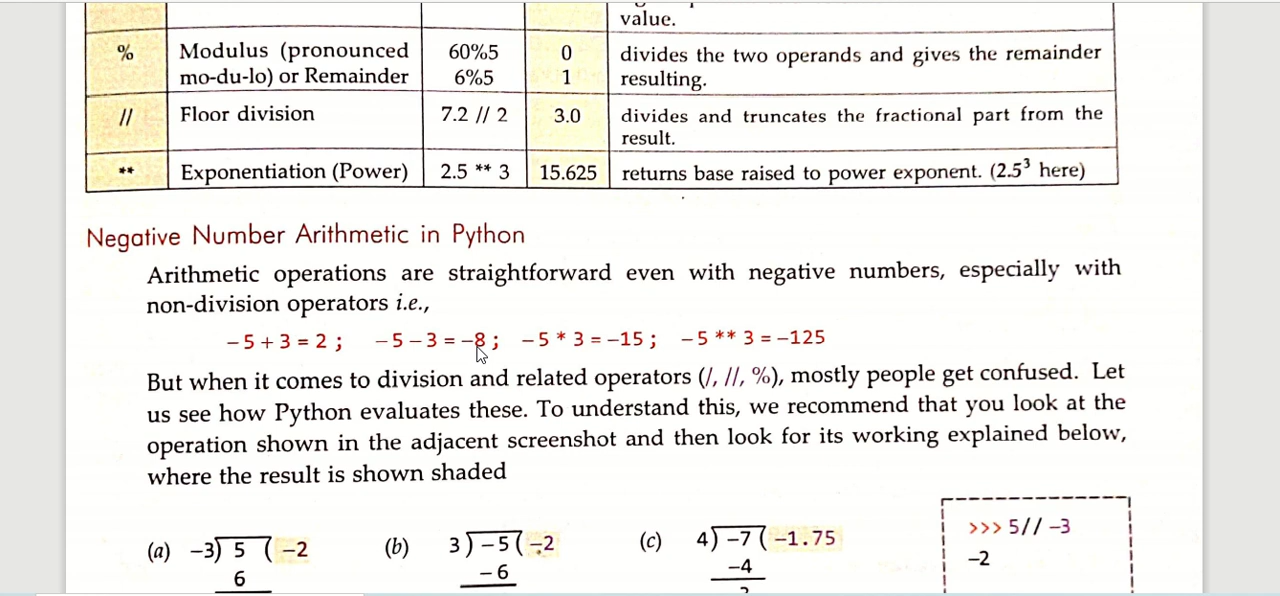 value.
% Modulus (pronounced 60%5 0 divides the two operands and gives the remainder
mo-du-lo) or Remainder 6%5 1 resulting.
// Floor division 7.2 // 2 3.0 divides and truncates the fractional part from the
result.
** Exponentiation (Power) 2.5 ** 3 15.625 returns base raised to power exponent. (2.5³ here)
Negative Number Arithmetic in Python
Arithmetic operations are straightforward even with negative numbers, especially with
non-division operators i.e.,
– 5 + 3 = 2 ; – 5 – 3 = –8 ; – 5 * 3 = –15 ; – 5 ** 3 = –125
But when it comes to division and related operators (/, //, %), mostly people get confused. Let
us see how Python evaluates these. To understand this, we recommend that you look at the
operation shown in the adjacent screenshot and then look for its working explained below,
where the result is shown shaded
(a) –3) 5 ( –2 (b) 3) –5 ( –2 (c) 4) –7 ( –1.75 >>> 5// –3
6 – 6 –4 –2